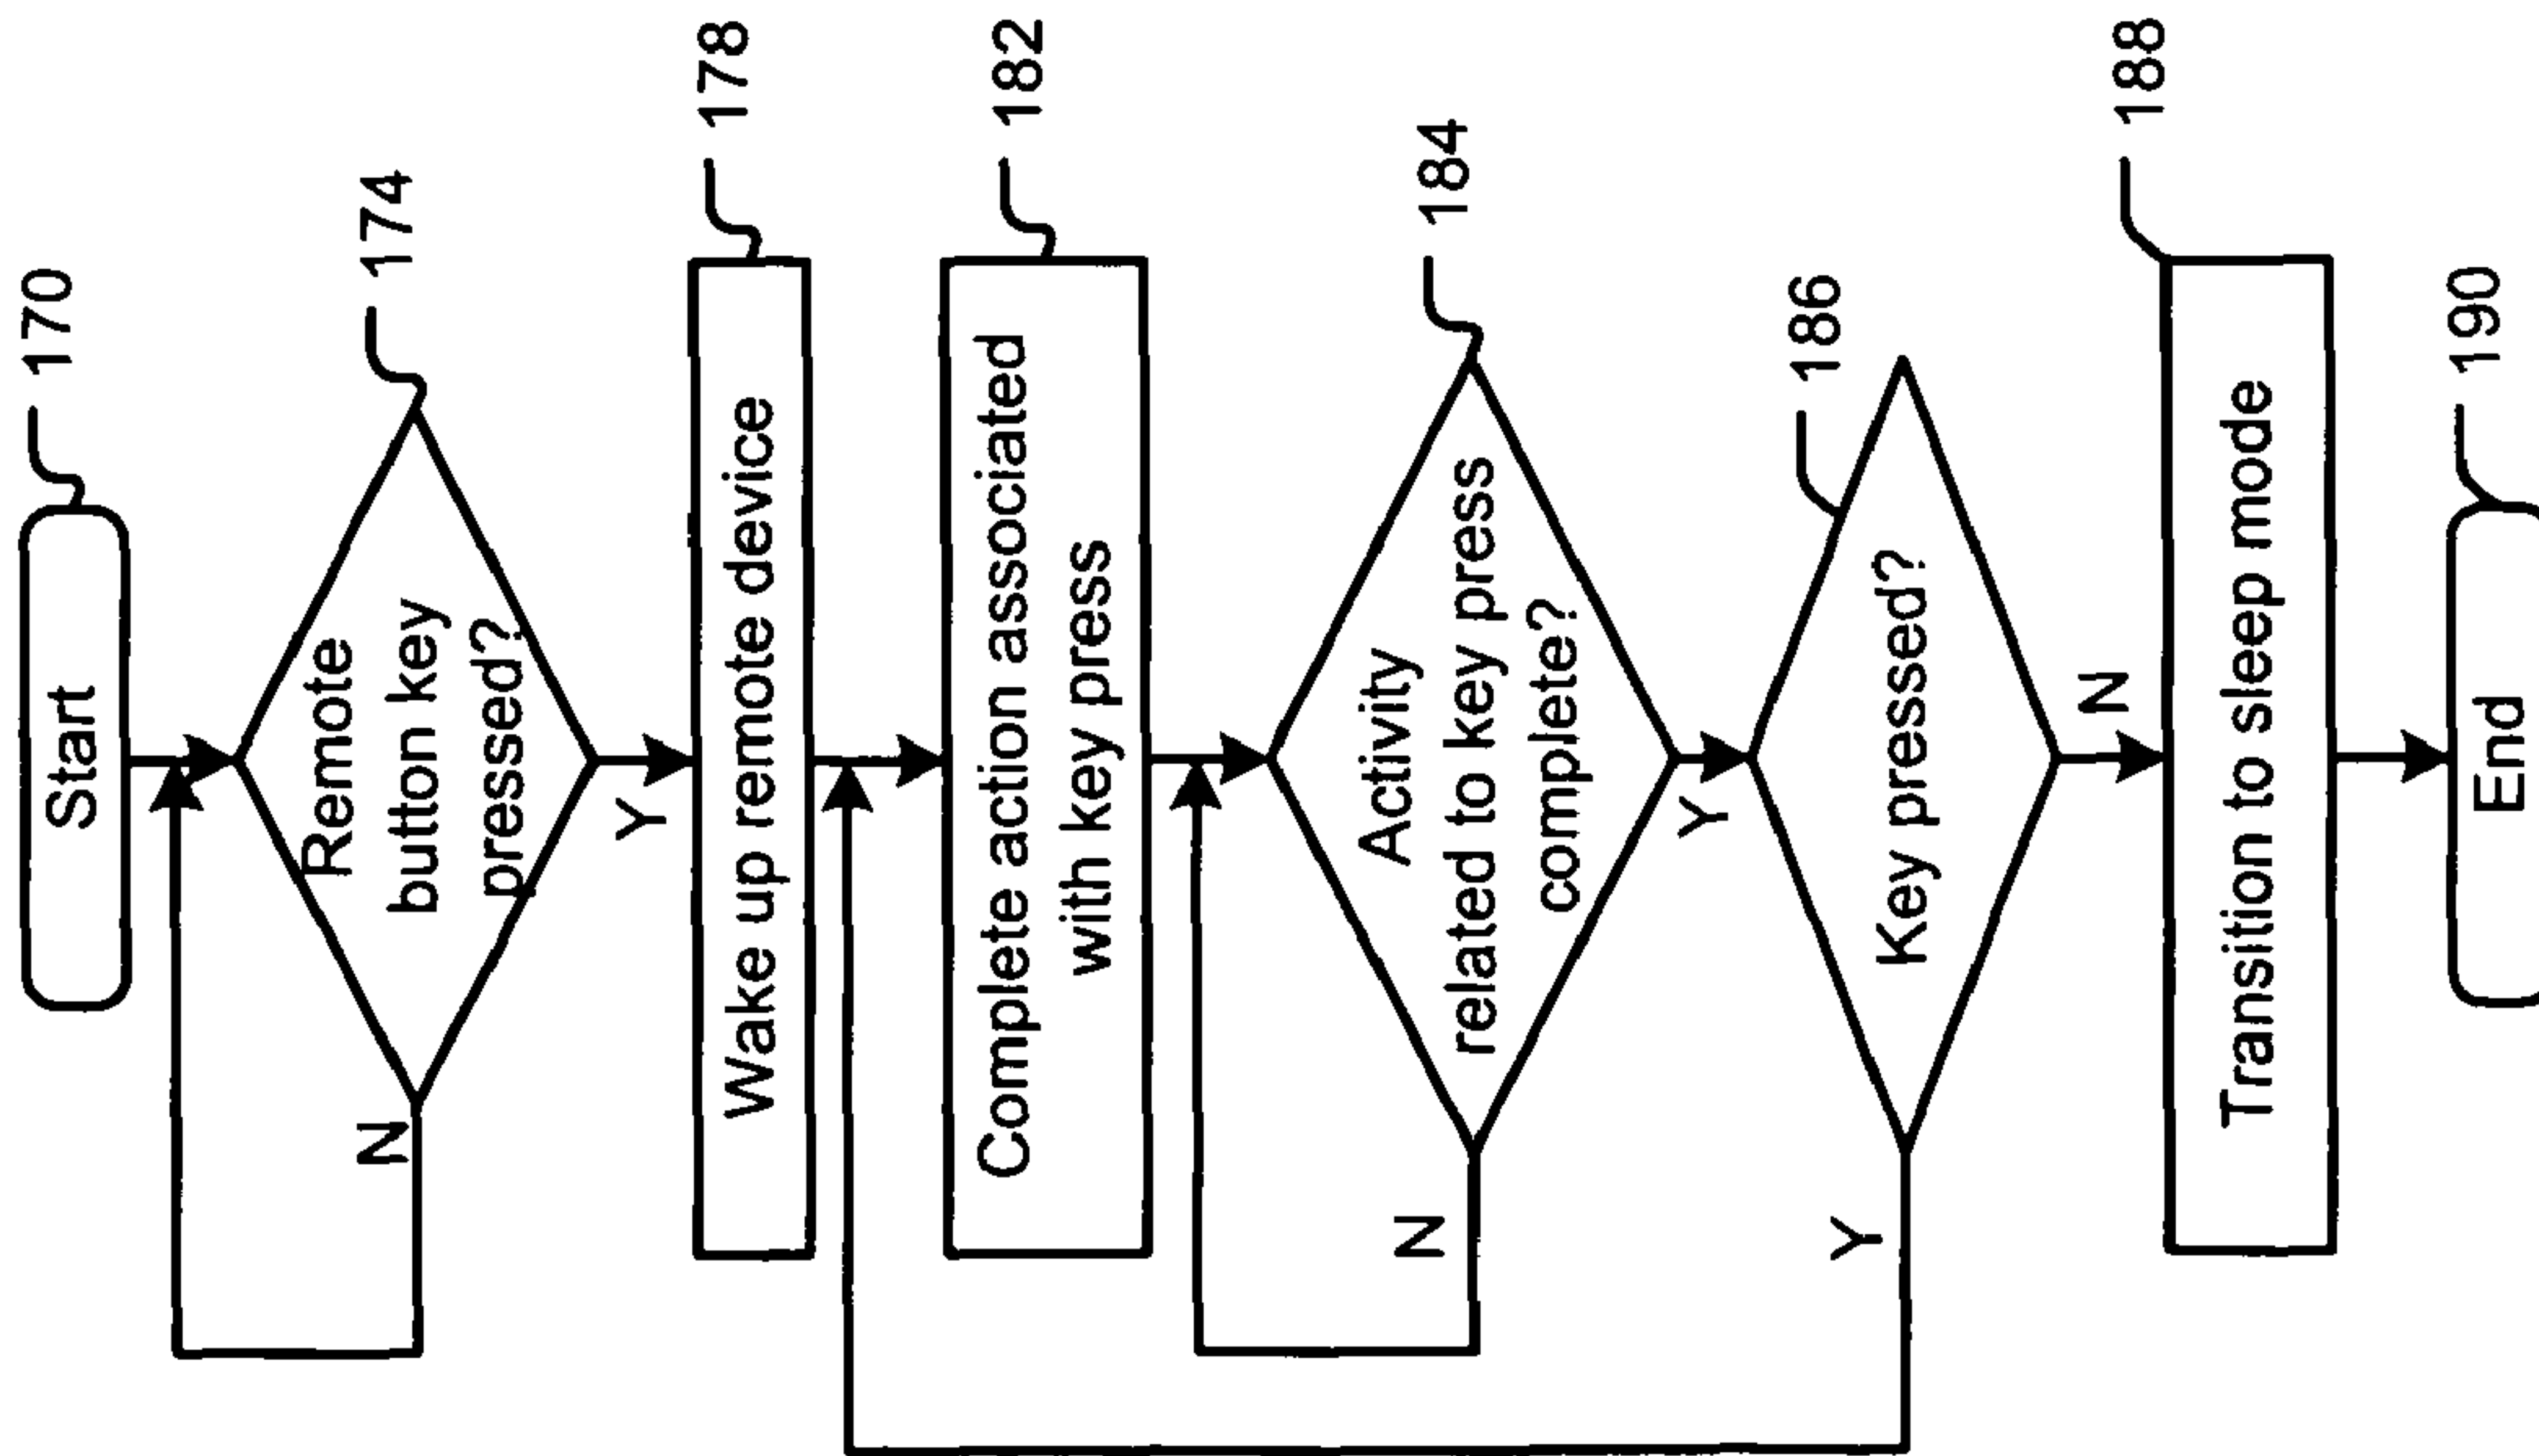 Start
170
Remote
button key
pressed?
174
N
Y
Wake up remote device
178
Complete action associated
with key press
182
Activity
related to key press
complete?
184
N
Y
Key pressed?
186
Y
N
Transition to sleep mode
188
End
190